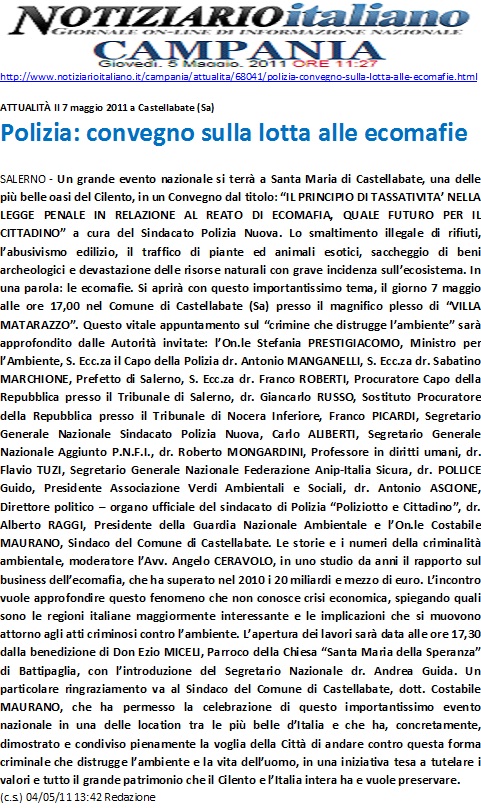 NOTIZIARIOitaliano
GIORNALE ON-LINE DI INFORMAZIONE NAZIONALE
CAMPANIA
Giovedi. 5 Maggio. 2011 ORE 11:27
http://www.notiziarioitaliano.it/campania/attualita/68041/polizia-convegno-sulla-lotta-alle-ecomafie.html
ATTUALITÀ Il 7 maggio 2011 a Castellabate (Sa)
Polizia: convegno sulla lotta alle ecomafie
SALERNO - Un grande evento nazionale si terrà a Santa Maria di Castellabate, una delle
più belle oasi del Cilento, in un Convegno dal titolo: “IL PRINCIPIO DI TASSATIVITA’ NELLA
LEGGE PENALE IN RELAZIONE AL REATO DI ECOMAFIA, QUALE FUTURO PER IL
CITTADINO” a cura del Sindacato Polizia Nuova. Lo smaltimento illegale di rifiuti,
l’abusivismo edilizio, il traffico di piante ed animali esotici, saccheggio di beni
archeologici e devastazione delle risorse naturali con grave incidenza sull’ecosistema. In
una parola: le ecomafie. Si aprirà con questo importantissimo tema, il giorno 7 maggio
alle ore 17,00 nel Comune di Castellabate (Sa) presso il magnifico plesso di “VILLA
MATARAZZO”. Questo vitale appuntamento sul “crimine che distrugge l’ambiente” sarà
approfondito dalle Autorità invitate: l’On.le Stefania PRESTIGIACOMO, Ministro per
l’Ambiente, S. Ecc.za il Capo della Polizia dr. Antonio MANGANELLI, S. Ecc.za dr. Sabatino
MARCHIONE, Prefetto di Salerno, S. Ecc.za dr. Franco ROBERTI, Procuratore Capo della
Repubblica presso il Tribunale di Salerno, dr. Giancarlo RUSSO, Sostituto Procuratore
della Repubblica presso il Tribunale di Nocera Inferiore, Franco PICARDI, Segretario
Generale Nazionale Sindacato Polizia Nuova, Carlo ALIBERTI, Segretario Generale
Nazionale Aggiunto P.N.F.I., dr. Roberto MONGARDINI, Professore in diritti umani, dr.
Flavio TUZI, Segretario Generale Nazionale Federazione Anip-Italia Sicura, dr. POLLICE
Guido, Presidente Associazione Verdi Ambientali e Sociali, dr. Antonio ASCIONE,
Direttore politico – organo ufficiale del sindacato di Polizia “Poliziotto e Cittadino”, dr.
Alberto RAGGI, Presidente della Guardia Nazionale Ambientale e l’On.le Costabile
MAURANO, Sindaco del Comune di Castellabate. Le storie e i numeri della criminalità
ambientale, moderatore l’Avv. Angelo CERAVOLO, in uno studio da anni il rapporto sul
business dell’ecomafia, che ha superato nel 2010 i 20 miliardi e mezzo di euro. L’incontro
vuole approfondire questo fenomeno che non conosce crisi economica, spiegando quali
sono le regioni italiane maggiormente interessante e le implicazioni che si muovono
attorno agli atti criminosi contro l’ambiente. L’apertura dei lavori sarà data alle ore 17,30
dalla benedizione di Don Ezio MICELI, Parroco della Chiesa “Santa Maria della Speranza”
di Battipaglia, con l’introduzione del Segretario Nazionale dr. Andrea Guida. Un
particolare ringraziamento va al Sindaco del Comune di Castellabate, dott. Costabile
MAURANO, che ha permesso la celebrazione di questo importantissimo evento
nazionale in una delle location tra le più belle d’Italia e che ha, concretamente,
dimostrato e condiviso pienamente la voglia della Città di andare contro questa forma
criminale che distrugge l’ambiente e la vita dell’uomo, in una iniziativa tesa a tutelare i
valori e tutto il grande patrimonio che il Cilento e l’Italia intera ha e vuole preservare.
(c.s.) 04/05/11 13:42 Redazione